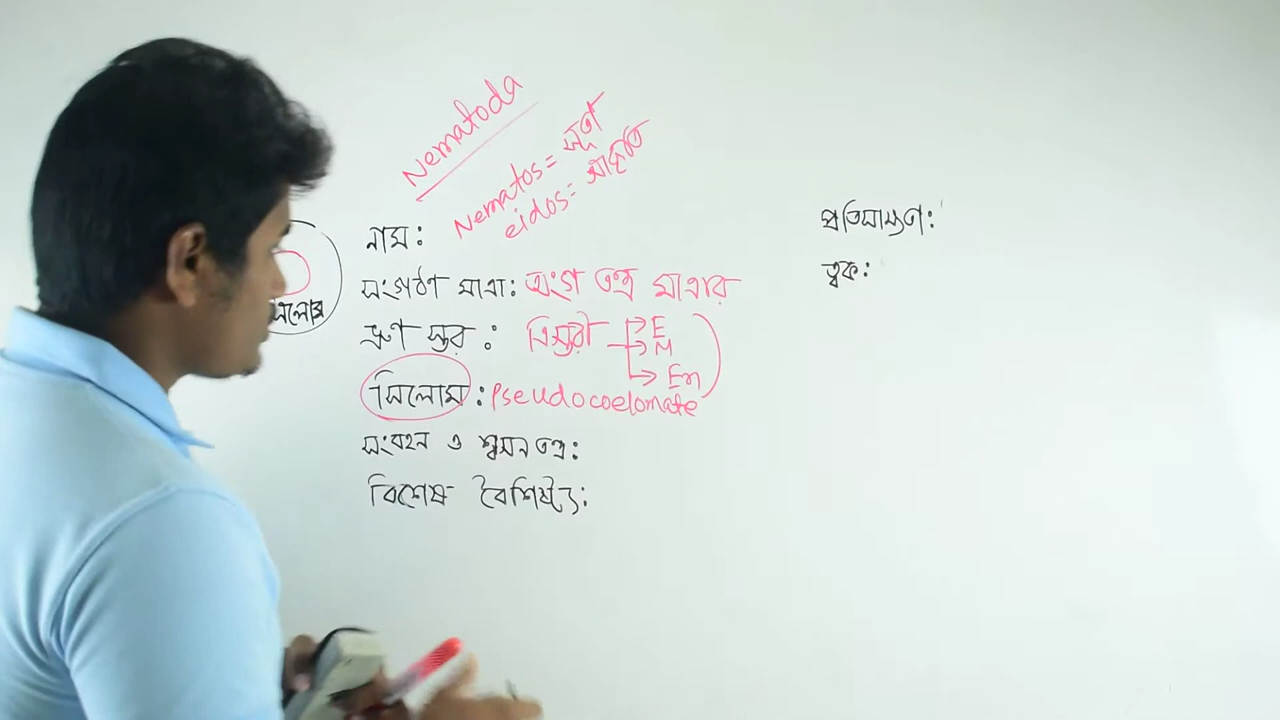 Nematoda
Nematos = সূতা
eidos = আকৃতি
নাম :
সংগঠন মাত্রা : অংগ তন্ত্র মাত্রার
ভ্রুণ স্তর : ত্রিস্তরী → E
→ M
→ En
সিলোম : Pseudocoelomate
সংবহন ও শ্বসনতন্ত্র :
বিশেষ বৈশিষ্ট্য :
প্রতিসাম্যতা :
ত্বক :